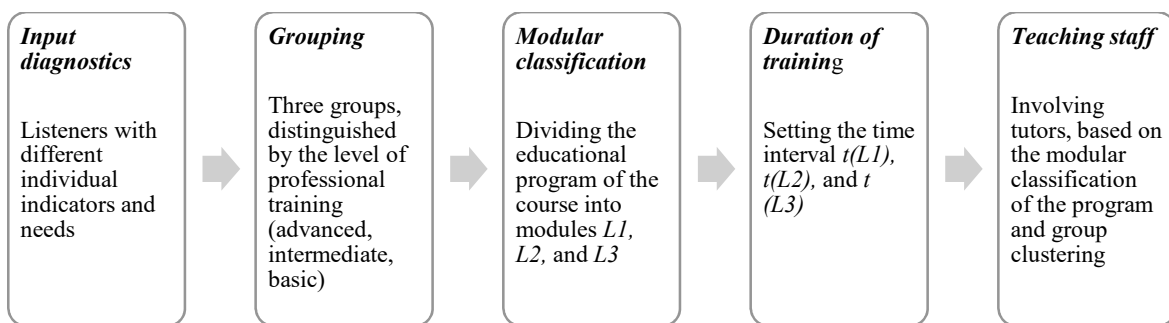 Input
diagnostics
Listeners with
different
individual
indicators and
needs
Grouping
Three groups,
distinguished
by the level of
professional
training
(advanced,
intermediate,
basic)
Modular
classification
Dividing the
educational
program of the
course into
modules L1,
L2, and L3
Duration of
training
Setting the time
interval t(L1),
t(L2), and t
(L3)
Teaching staff
Involving
tutors, based on
the modular
classification
of the program
and group
clustering